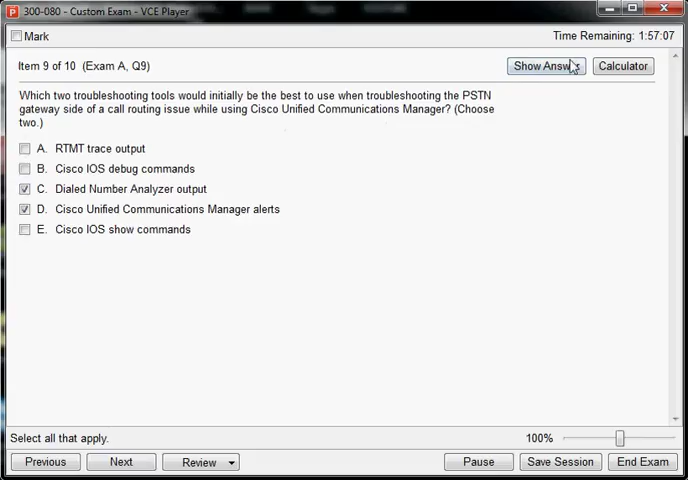 300-080 - Custom Exam - VCE Player
Mark
Time Remaining: 1:57:07
Item 9 of 10 (Exam A, Q9)
Show Answer
Calculator
Which two troubleshooting tools would initially be the best to use when troubleshooting the PSTN
gateway side of a call routing issue while using Cisco Unified Communications Manager? (Choose
two.)
A. RTMT trace output
B. Cisco IOS debug commands
C. Dialed Number Analyzer output
D. Cisco Unified Communications Manager alerts
E. Cisco IOS show commands
Select all that apply.
100%
Previous
Next
Review
Pause
Save Session
End Exam